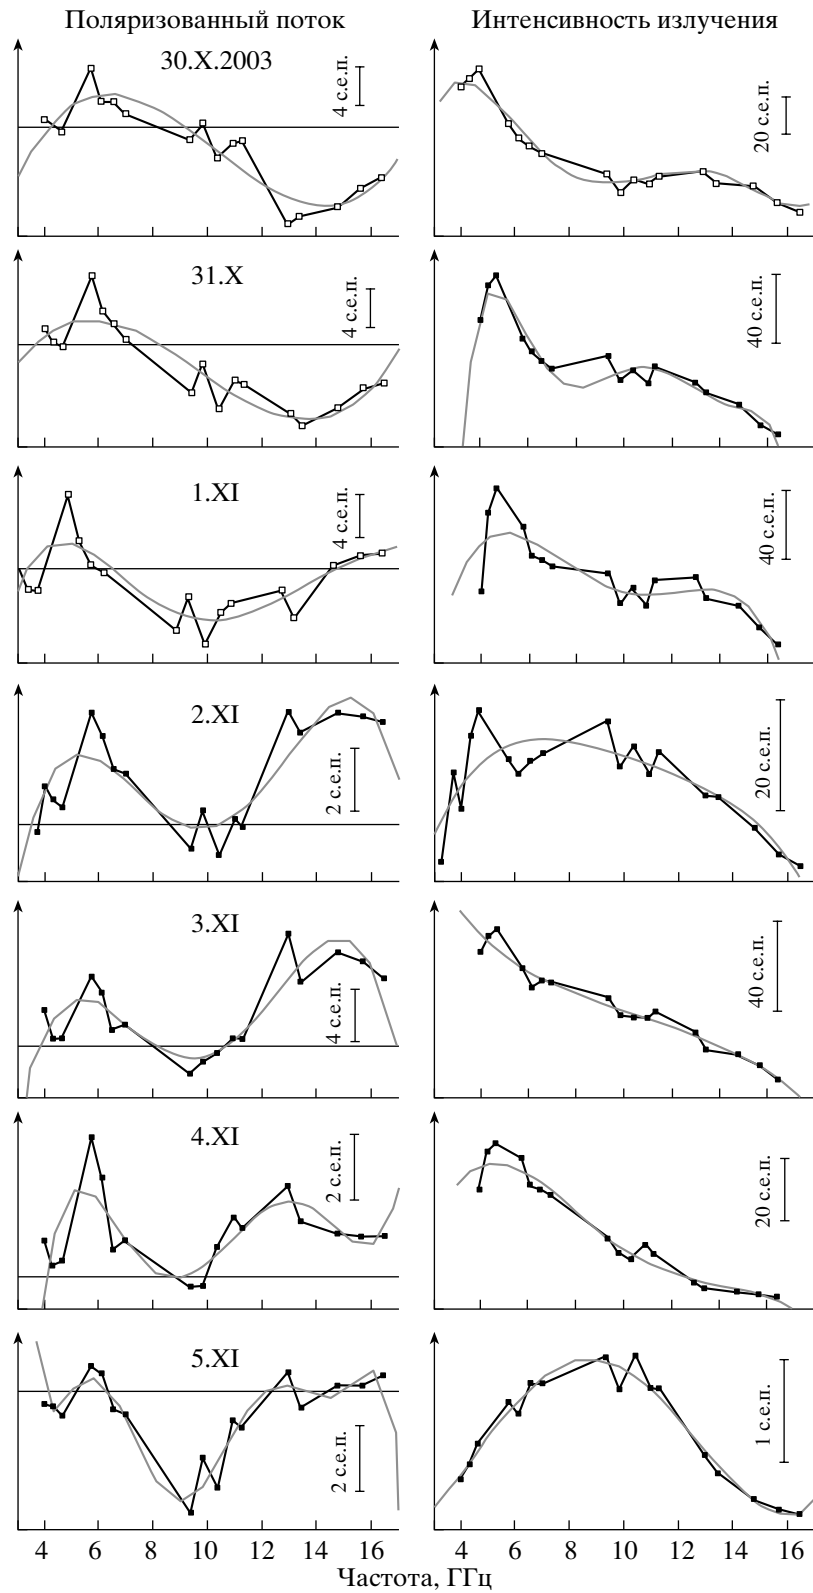 Поляризованный поток
Интенсивность излучения
30.X.2003
4 с.е.п.
20 с.е.п.
31.X
4 с.е.п.
40 с.е.п.
1.XI
4 с.е.п.
40 с.е.п.
2.XI
2 с.е.п.
20 с.е.п.
3.XI
4 с.е.п.
40 с.е.п.
4.XI
2 с.е.п.
20 с.е.п.
5.XI
2 с.е.п.
1 с.е.п.
4 6 8 10 12 14 16
4 6 8 10 12 14 16
Частота, ГГц